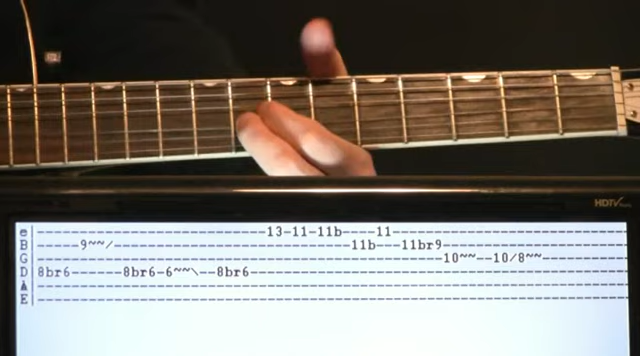 HDTV
e|---------------------------13-11-11b----11---------------------------
B|-----9~~/----------------------------11b---11br9---------------------
G|------------------------------------------------10~~--10/8~~---------
D|8br6------8br6-6~~\--8br6--------------------------------------------
A|---------------------------------------------------------------------
E|---------------------------------------------------------------------